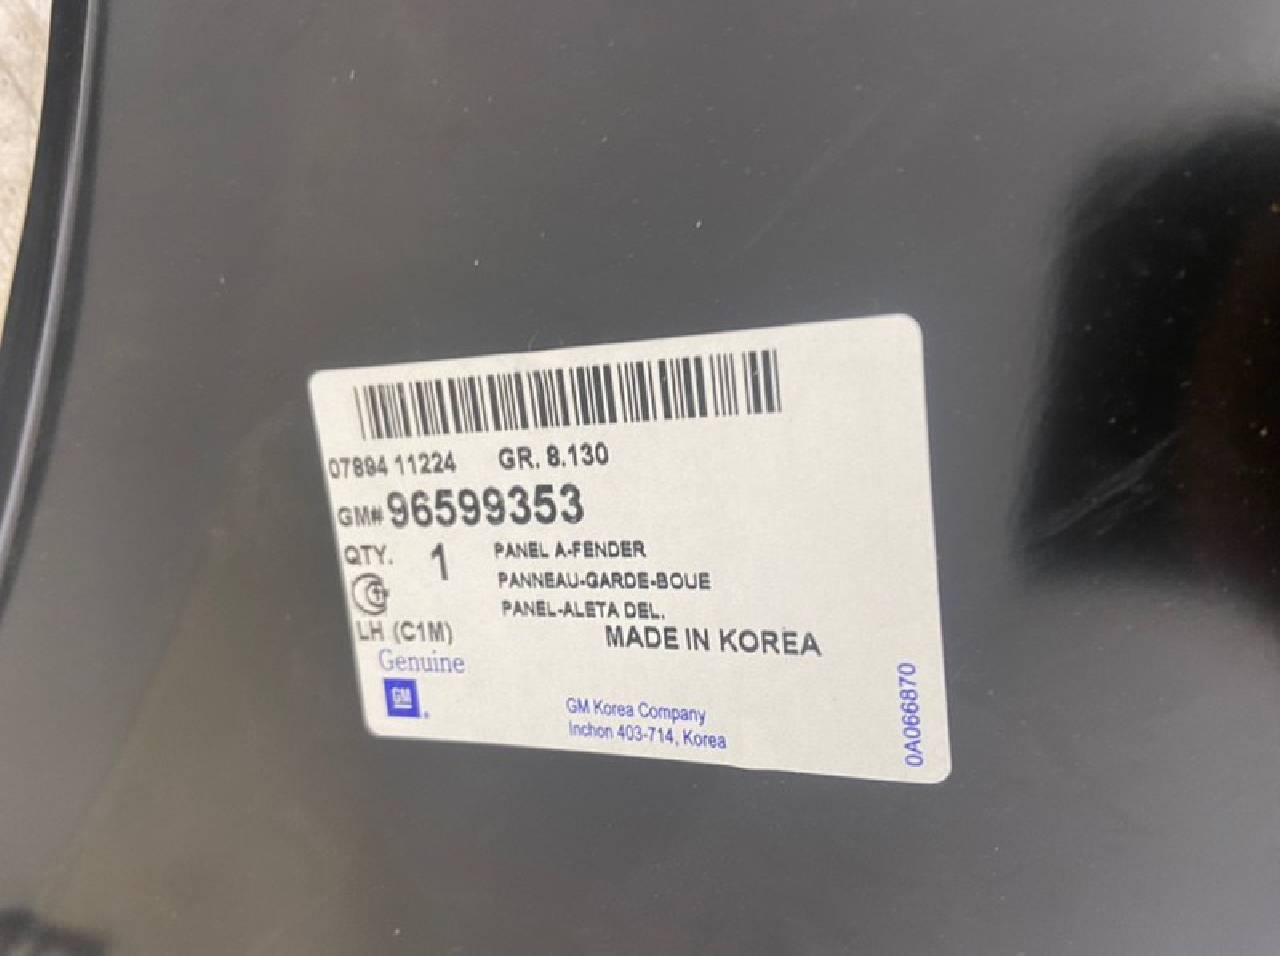 07894 11224 GR. 8.130
GM# 96599353
QTY. 1 PANEL A-FENDER
PANNEAU-GARDE-BOUE
PANEL-ALETA DEL.
LH (C1M) MADE IN KOREA
Genuine
GM
GM Korea Company
Inchon 403-714, Korea
0A066870